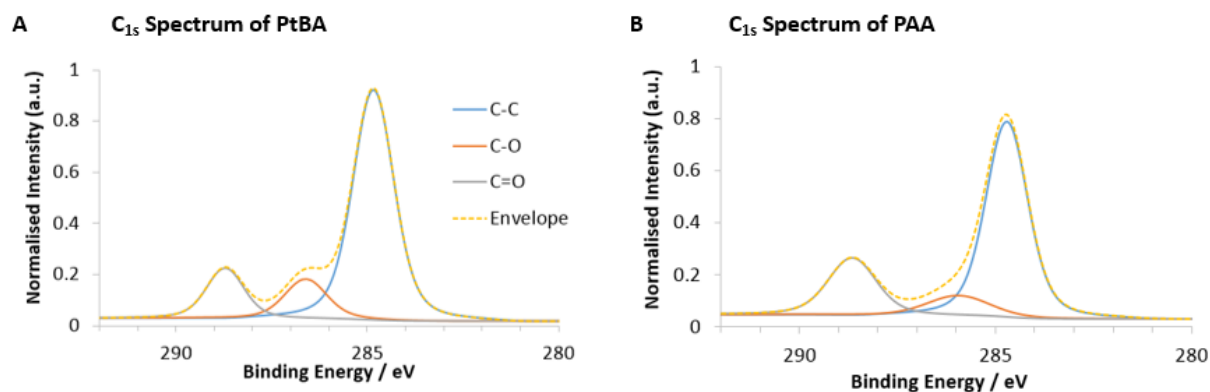 A C₁ₛ Spectrum of PtBA
Normalised Intensity (a.u.)
1
0.8
0.6
0.4
0.2
0
C-C
C-O
C=O
Envelope
290 285 280
Binding Energy / eV
B C₁ₛ Spectrum of PAA
Normalised Intensity (a.u.)
1
0.8
0.6
0.4
0.2
0
290 285 280
Binding Energy / eV